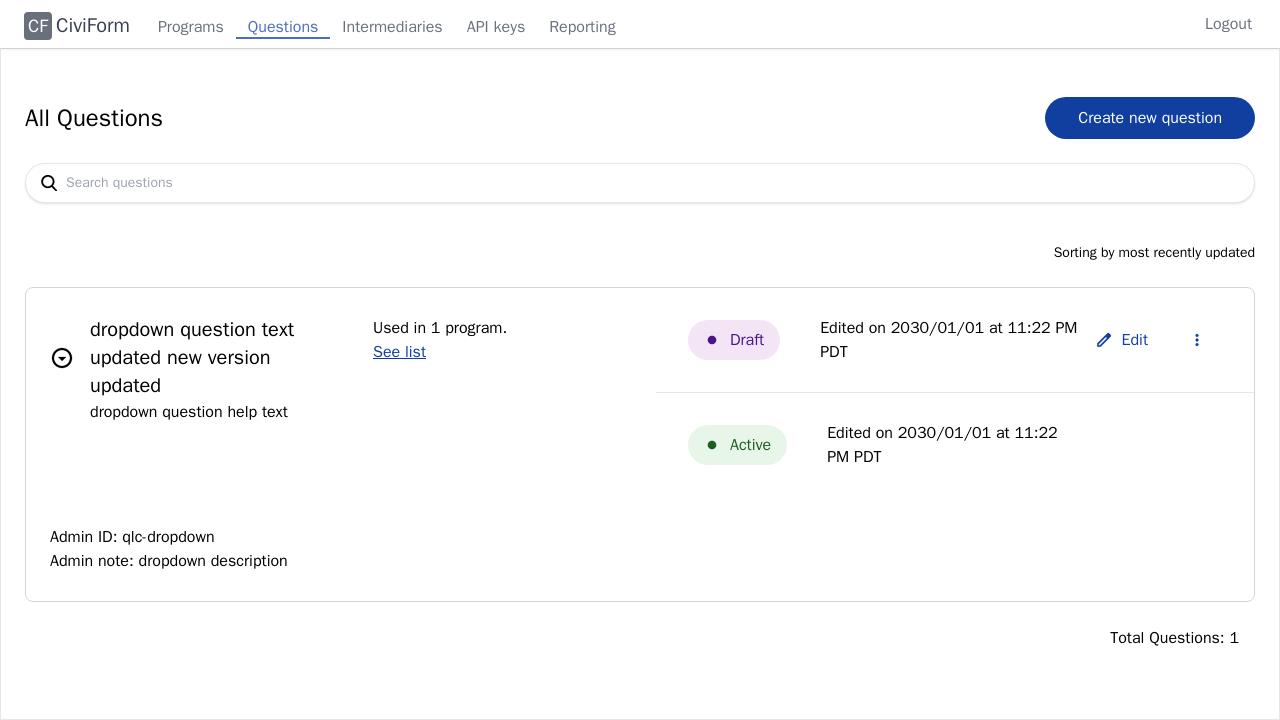 CF CiviForm Programs Questions Intermediaries API keys Reporting Logout
All Questions Create new question
Search questions
Sorting by most recently updated
dropdown question text
updated new version
updated
dropdown question help text
Used in 1 program.
See list
Draft
Edited on 2030/01/01 at 11:22 PM
PDT
Edit
Active
Edited on 2030/01/01 at 11:22
PM PDT
Admin ID: qlc-dropdown
Admin note: dropdown description
Total Questions: 1